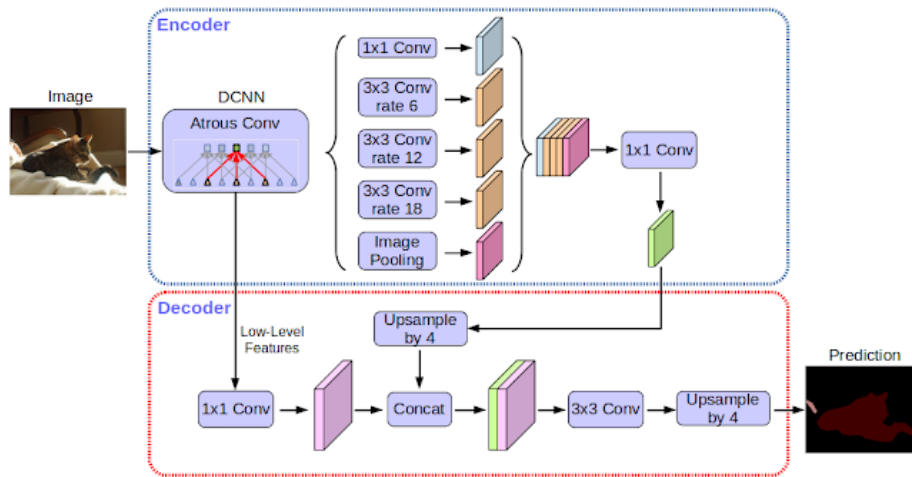 Encoder
Image
DCNN
Atrous Conv
1x1 Conv
3x3 Conv
rate 6
3x3 Conv
rate 12
3x3 Conv
rate 18
Image
Pooling
1x1 Conv
Decoder
Low-Level
Features
Upsample
by 4
1x1 Conv
Concat
3x3 Conv
Upsample
by 4
Prediction